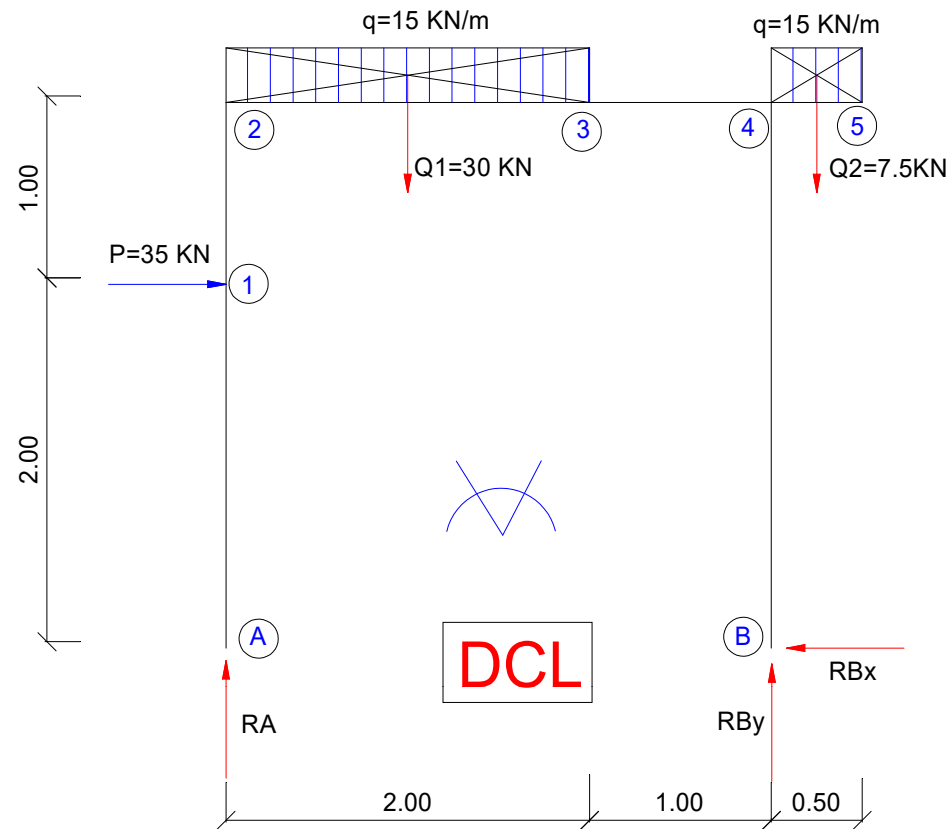 q=15 KN/m
q=15 KN/m
2
3
4
5
Q1=30 KN
Q2=7.5KN
1.00
P=35 KN
1
2.00
A
DCL
B
RBx
RA
RBy
2.00
1.00
0.50